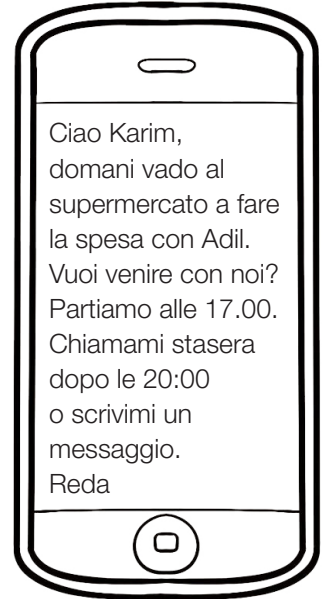 Ciao Karim,
domani vado al
supermercato a fare
la spesa con Adil.
Vuoi venire con noi?
Partiamo alle 17.00.
Chiamami stasera
dopo le 20:00
o scrivimi un
messaggio.
Reda